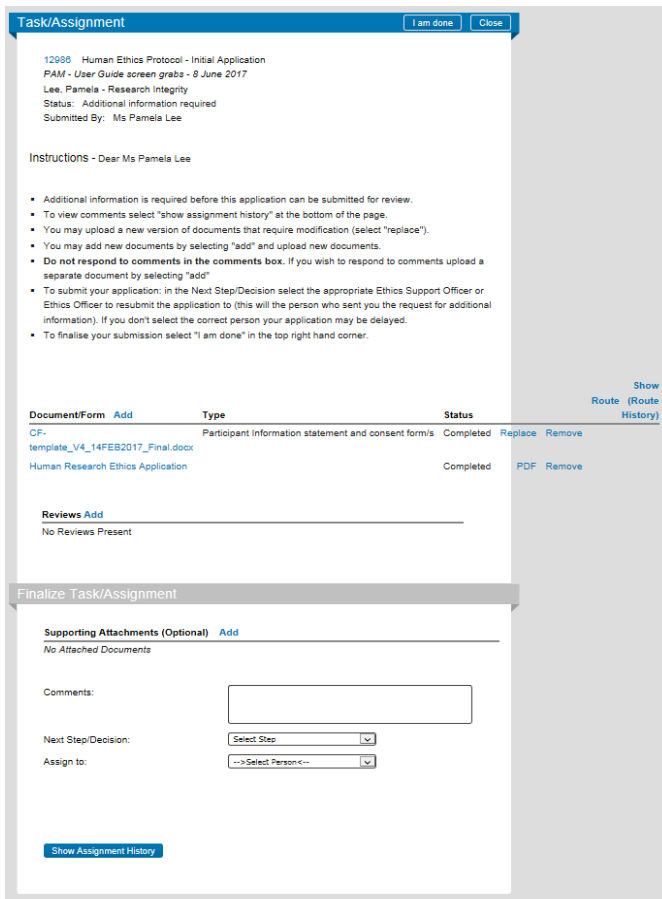 Task/Assignment I am done Close
12986 Human Ethics Protocol - Initial Application
PAM - User Guide screen grabs - 8 June 2017
Lee, Pamela - Research Integrity
Status: Additional information required
Submitted By: Ms Pamela Lee
Instructions - Dear Ms Pamela Lee
▪ Additional information is required before this application can be submitted for review.
▪ To view comments select "show assignment history" at the bottom of the page.
▪ You may upload a new version of documents that require modification (select "replace").
▪ You may add new documents by selecting "add" and upload new documents.
▪ Do not respond to comments in the comments box. If you wish to respond to comments upload a
separate document by selecting "add"
▪ To submit your application: in the Next Step/Decision select the appropriate Ethics Support Officer or
Ethics Officer to resubmit the application to (this will the person who sent you the request for additional
information). If you don't select the correct person your application may be delayed.
▪ To finalise your submission select "I am done" in the top right hand corner.
Show
Route (Route
Document/Form Add Type Status History)
CF- Participant Information statement and consent form/s Completed Replace Remove
template_V4_14FEB2017_Final.docx
Human Research Ethics Application Completed PDF Remove
Reviews Add
No Reviews Present
Finalize Task/Assignment
Supporting Attachments (Optional) Add
No Attached Documents
Comments:
Next Step/Decision: Select Step
Assign to: -->Select Person<--
Show Assignment History